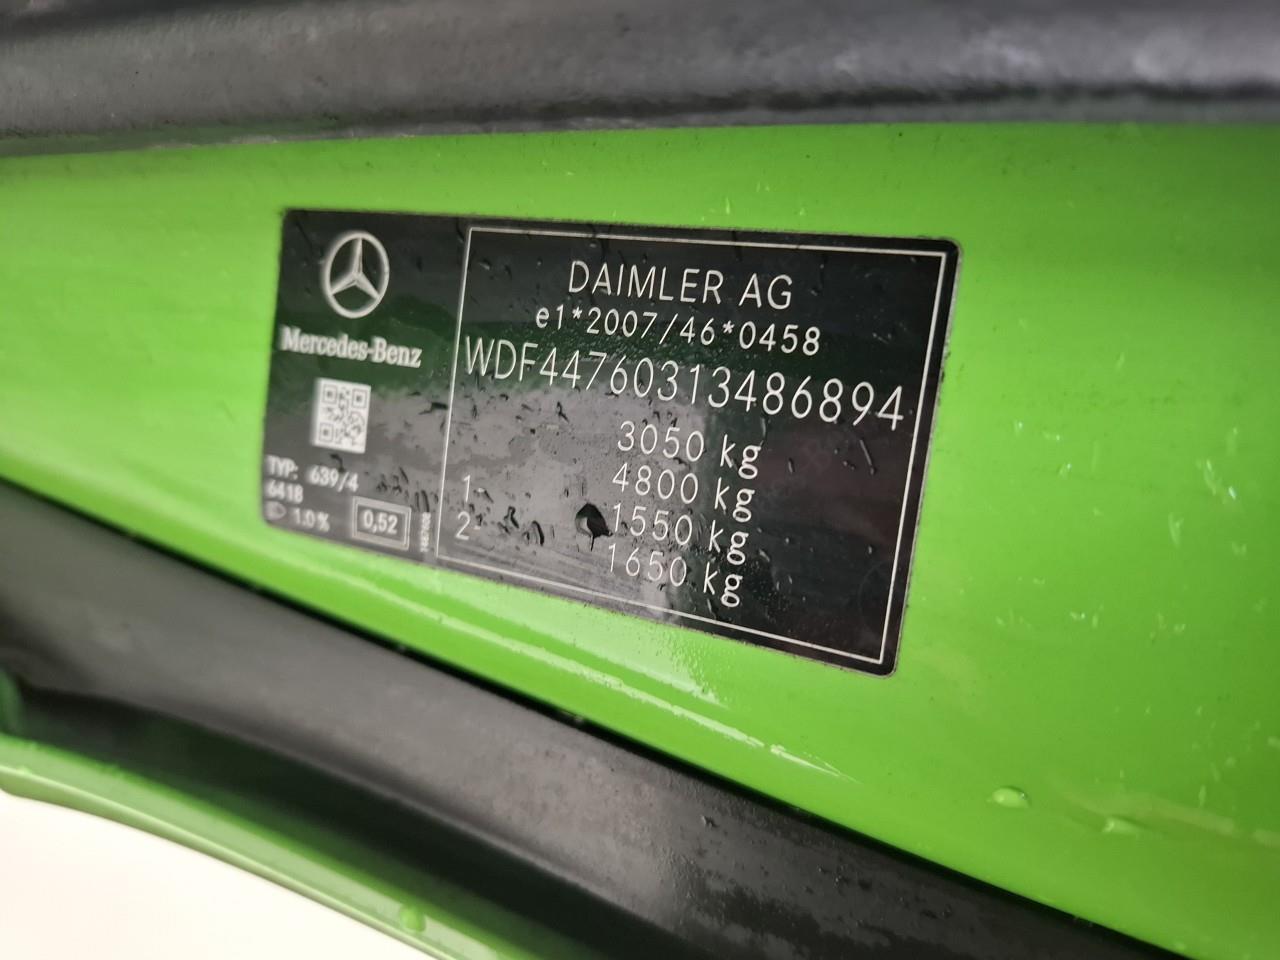 Mercedes-Benz
TYP: 639/4
6418
1.0%
0,52
DAIMLER AG
e1*2007/46*0458
WDF44760313486894
3050 kg
4800 kg
1- 1550 kg
2- 1650 kg